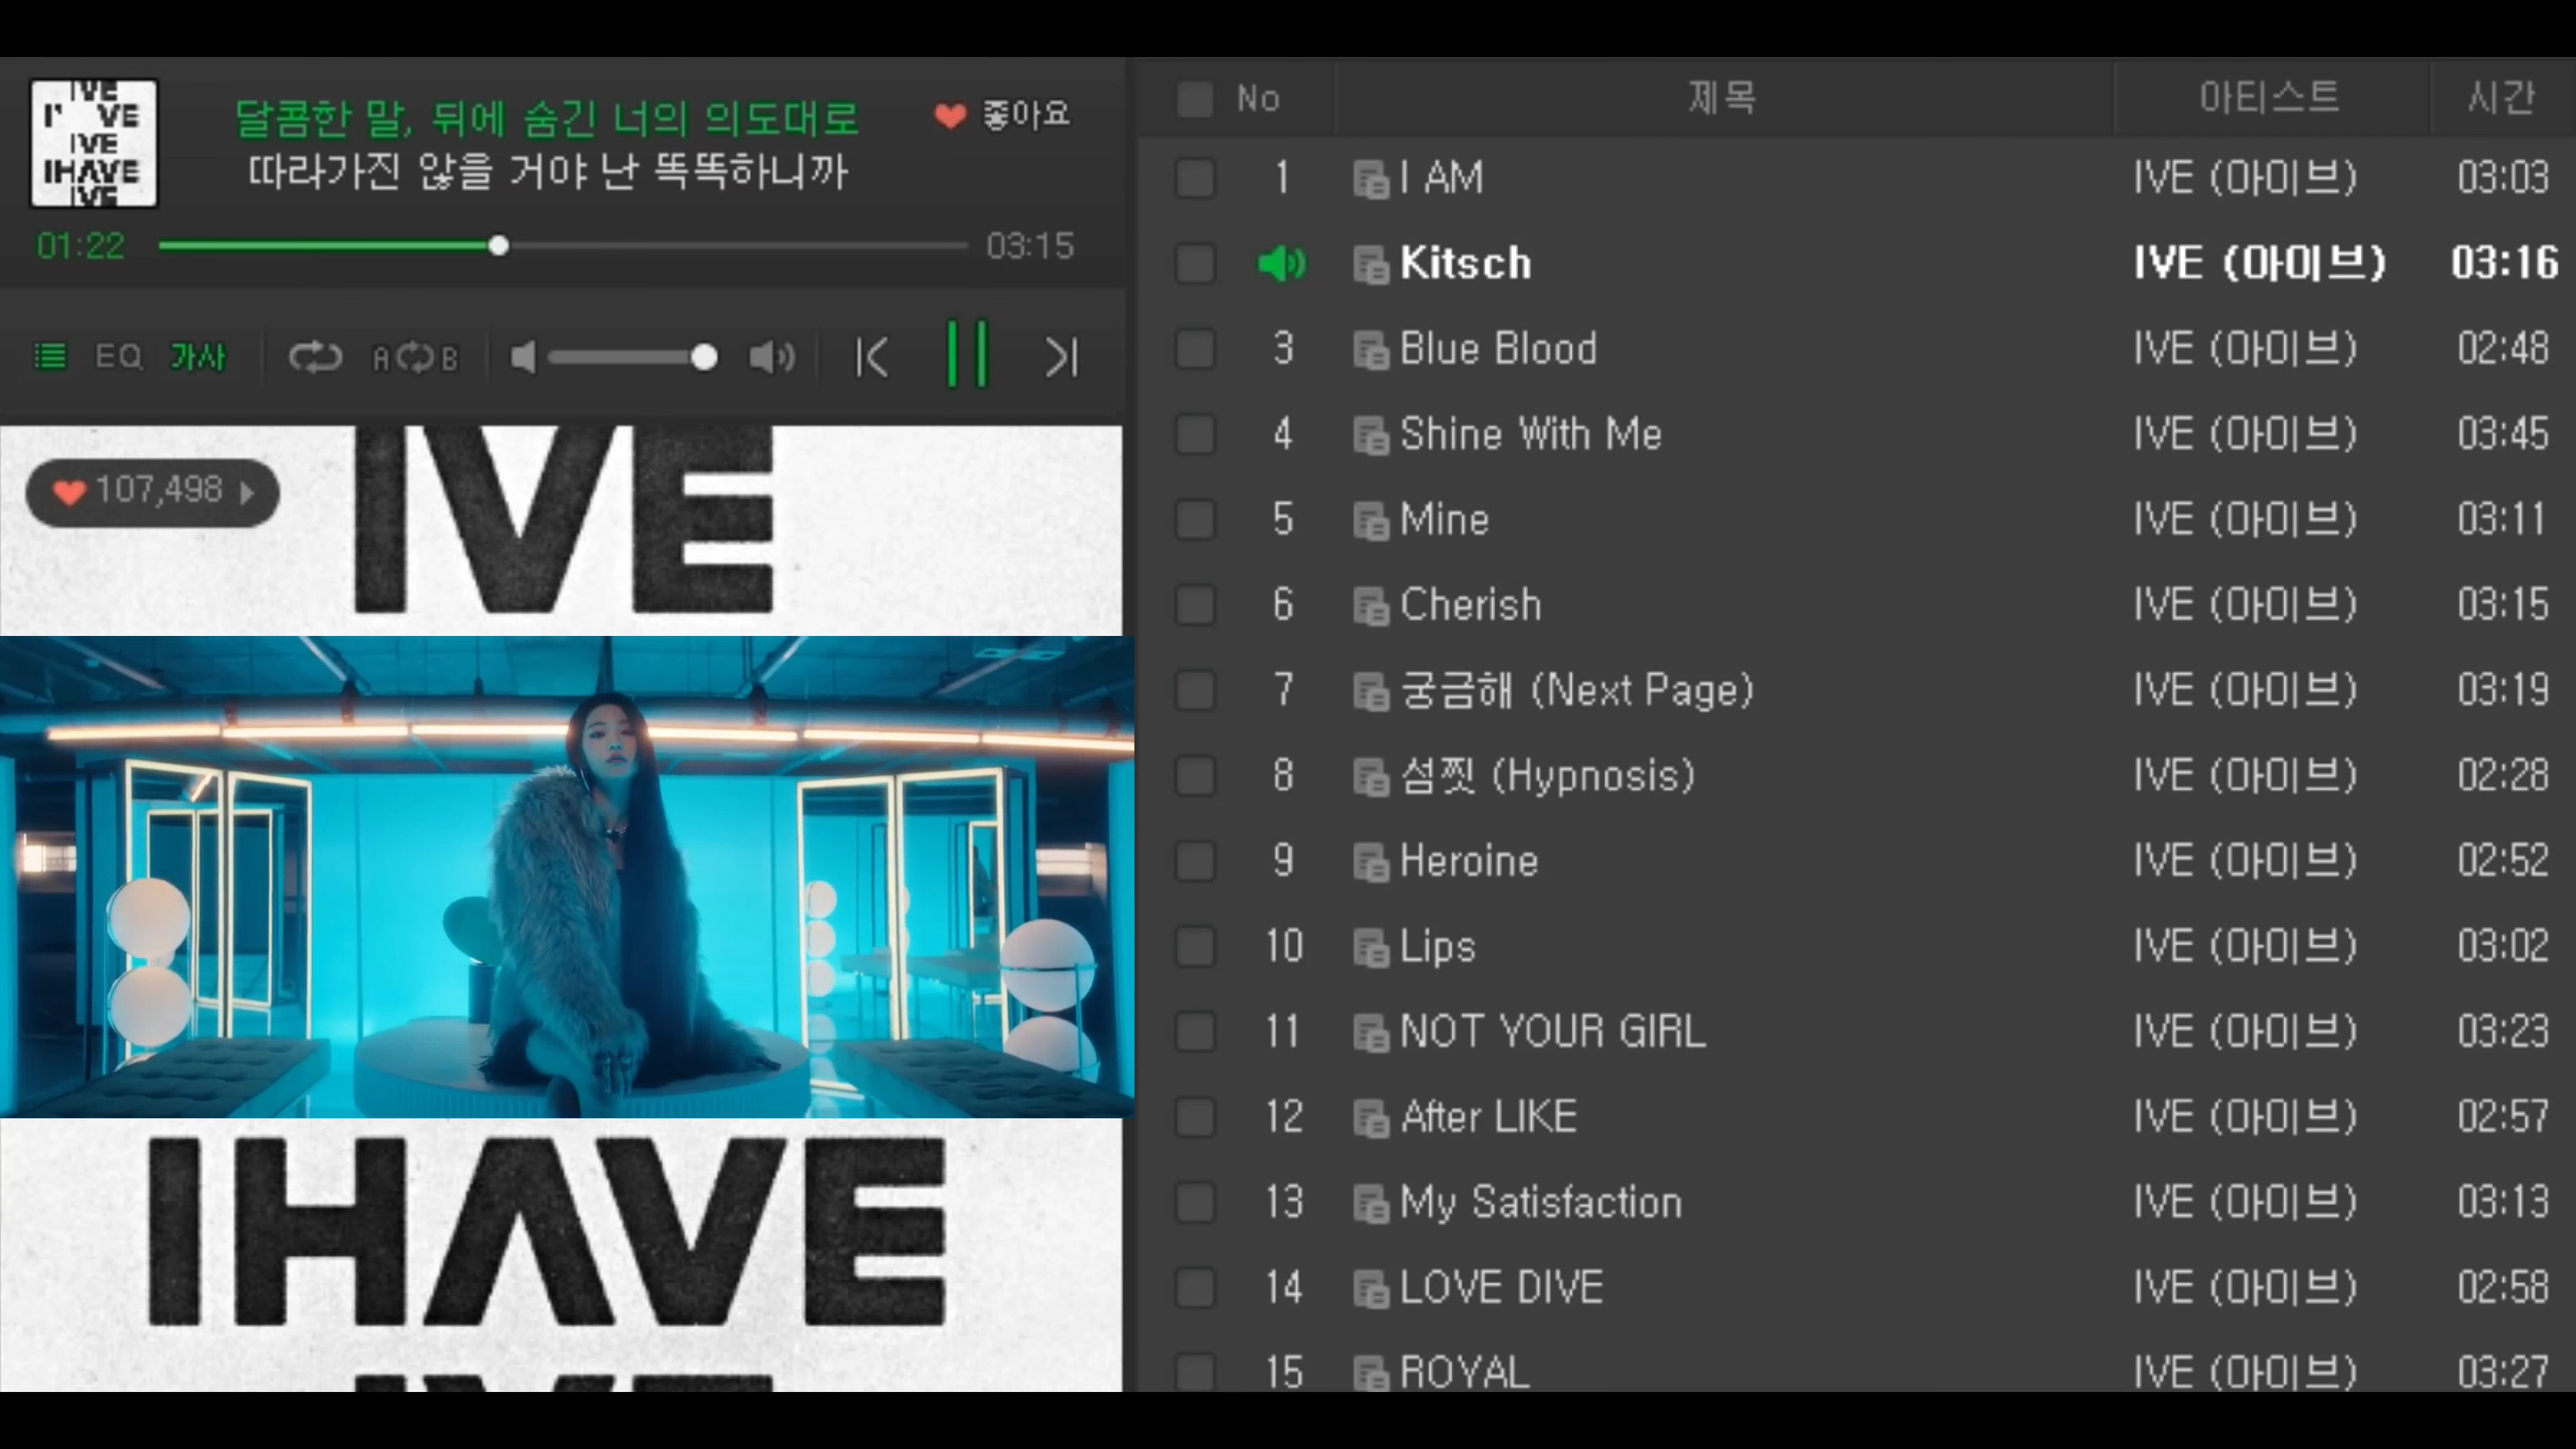 IVE
I' VE
IVE
IHAVE
IVE
달콤한 말, 뒤에 숨긴 너의 의도대로
따라가진 않을 거야 난 똑똑하니까
좋아요
01:22
03:15
EQ 가사 A B
107,498
IVE
IHAVE
IVE
No 제목 아티스트 시간
1 I AM IVE (아이브) 03:03
Kitsch IVE (아이브) 03:16
3 Blue Blood IVE (아이브) 02:48
4 Shine With Me IVE (아이브) 03:45
5 Mine IVE (아이브) 03:11
6 Cherish IVE (아이브) 03:15
7 궁금해 (Next Page) IVE (아이브) 03:19
8 섬찟 (Hypnosis) IVE (아이브) 02:28
9 Heroine IVE (아이브) 02:52
10 Lips IVE (아이브) 03:02
11 NOT YOUR GIRL IVE (아이브) 03:23
12 After LIKE IVE (아이브) 02:57
13 My Satisfaction IVE (아이브) 03:13
14 LOVE DIVE IVE (아이브) 02:58
15 ROYAL IVE (아이브) 03:27